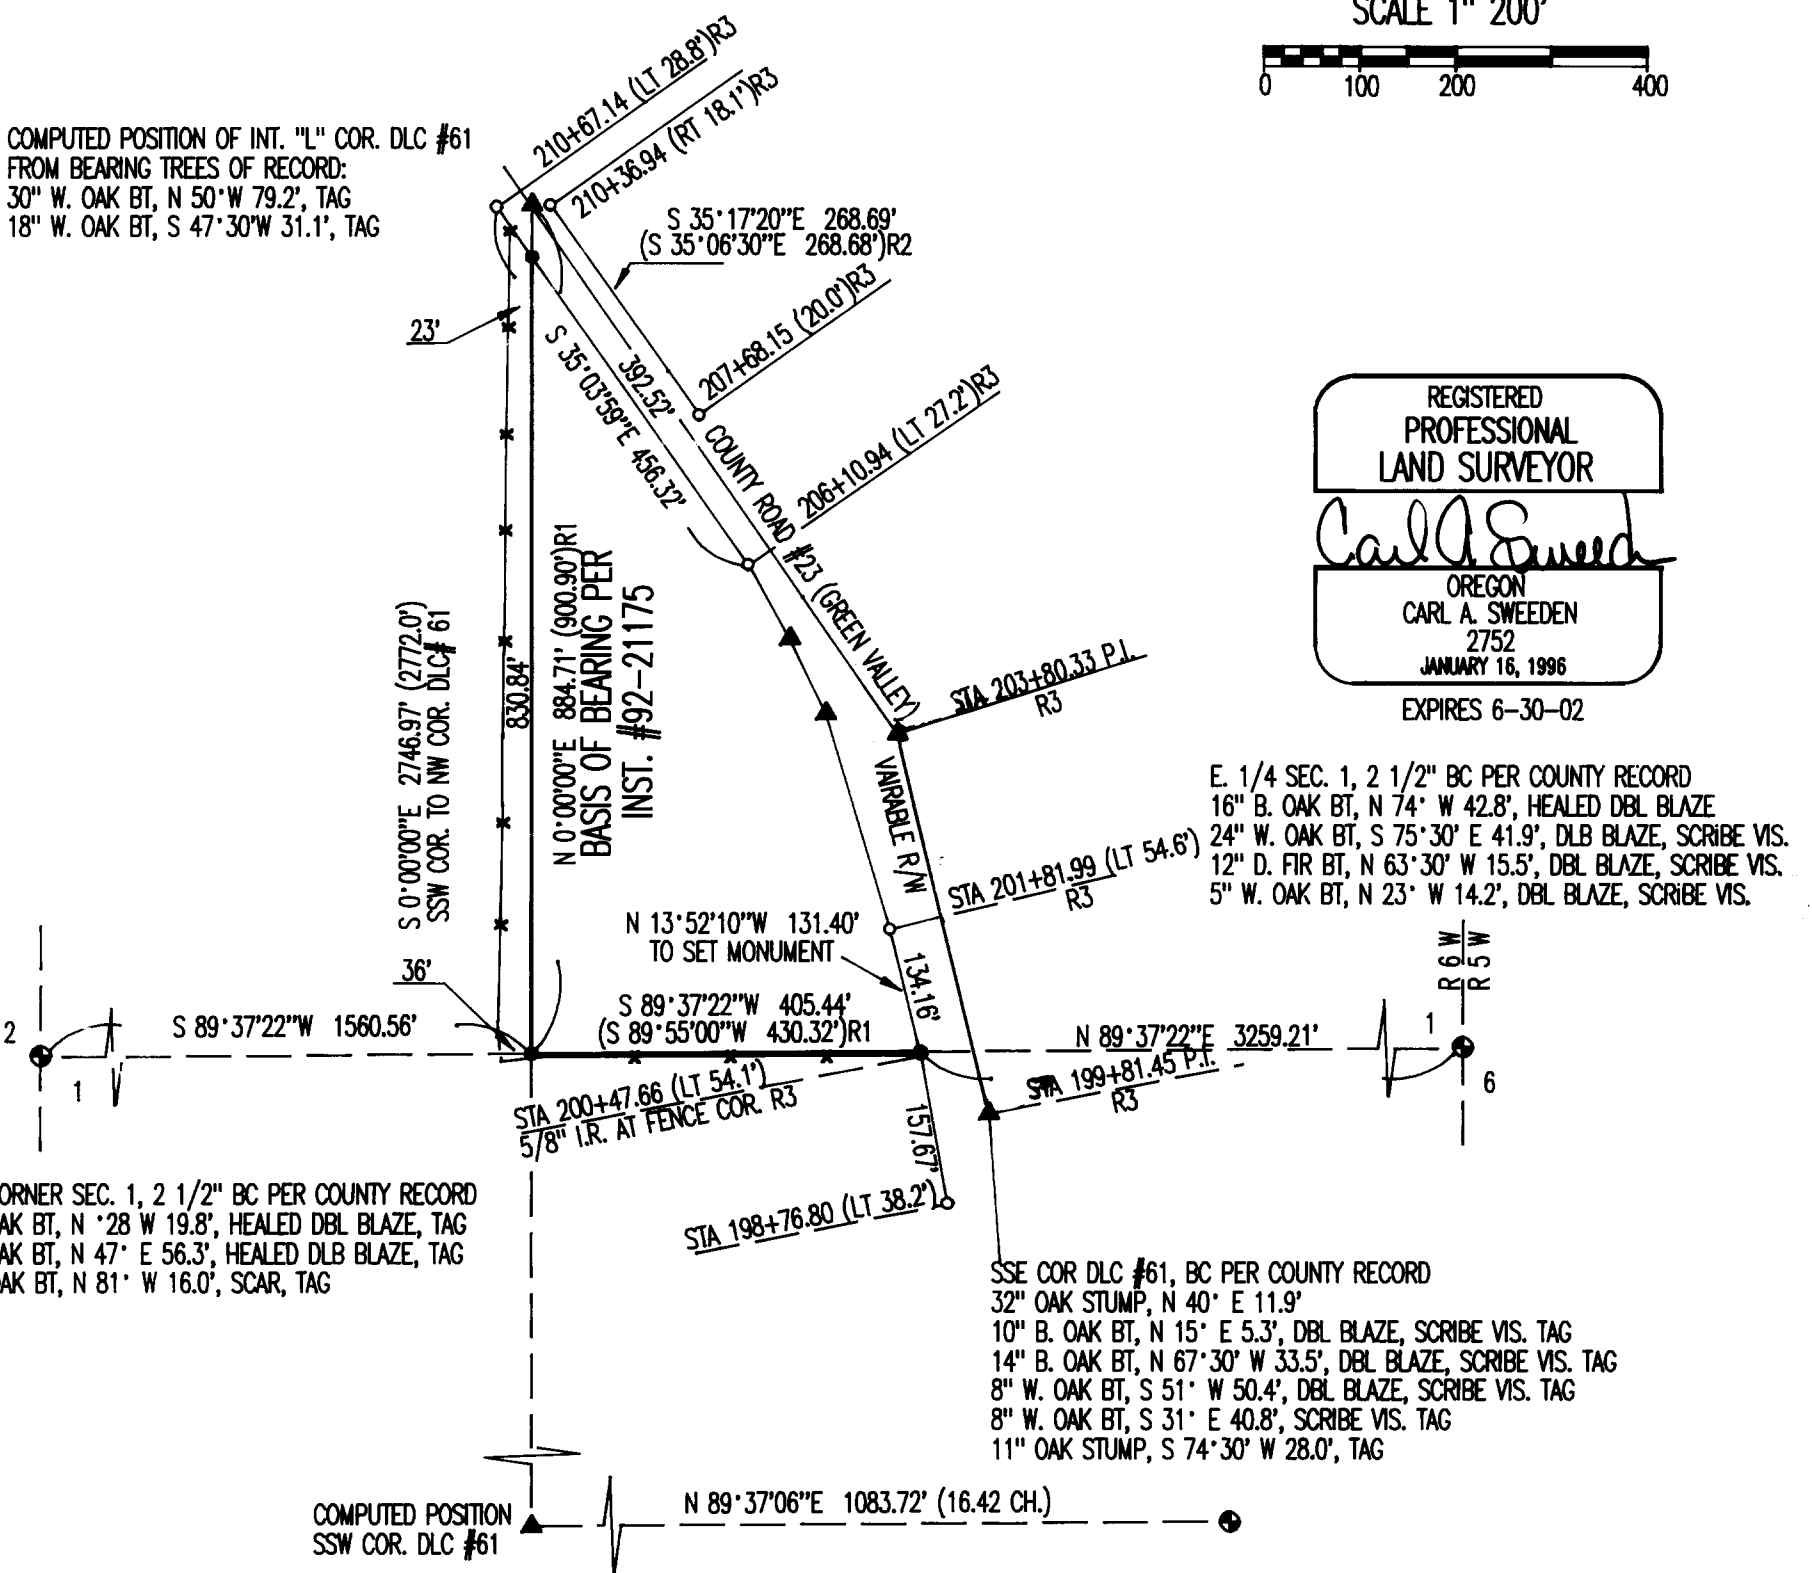 SCALE 1" 200'
0 100 200 400
COMPUTED POSITION OF INT. "L" COR. DLC #61
FROM BEARING TREES OF RECORD:
30" W. OAK BT, N 50°W 79.2', TAG
18" W. OAK BT, S 47°30'W 31.1', TAG
210+67.14 (LT 28.8')R3
210+36.94 (RT 18.1')R3
S 35°17'20"E 268.69'
(S 35°06'30"E 268.68')R2
207+68.15 (20.0')R3
206+10.94 (LT 27.2')R3
23'
392.52'
S 35°03'59"E 456.32'
COUNTY ROAD #23 (GREEN VALLEY)
REGISTERED
PROFESSIONAL
LAND SURVEYOR
Carl A Sweeden
OREGON
CARL A. SWEEDEN
2752
JANUARY 16, 1996
EXPIRES 6-30-02
S 0°00'00"E 2746.97' (2772.0')
SSW COR. TO NW COR. DLC# 61
830.84'
N 0°00'00"E 884.71' (900.90')R1
BASIS OF BEARING PER
INST. #92-21175
STA 203+80.33 P.I.
R3
VAIRABLE R/W
STA 201+81.99 (LT 54.6')
R3
E. 1/4 SEC. 1, 2 1/2" BC PER COUNTY RECORD
16" B. OAK BT, N 74° W 42.8', HEALED DBL BLAZE
24" W. OAK BT, S 75°30' E 41.9', DLB BLAZE, SCRIBE VIS.
12" D. FIR BT, N 63°30' W 15.5', DBL BLAZE, SCRIBE VIS.
5" W. OAK BT, N 23° W 14.2', DBL BLAZE, SCRIBE VIS.
N 13°52'10"W 131.40'
TO SET MONUMENT
134.16'
R 6 W
R 5 W
36'
2
1
S 89°37'22"W 1560.56'
S 89°37'22"W 405.44'
(S 89°55'00"W 430.32')R1
N 89°37'22"E 3259.21'
1
6
STA 199+81.45 P.I.
R3
STA 200+47.66 (LT 54.1')
5/8" I.R. AT FENCE COR. R3
157.67'
STA 198+76.80 (LT 38.2')
ORNER SEC. 1, 2 1/2" BC PER COUNTY RECORD
AK BT, N °28 W 19.8', HEALED DBL BLAZE, TAG
AK BT, N 47° E 56.3', HEALED DLB BLAZE, TAG
OAK BT, N 81° W 16.0', SCAR, TAG
SSE COR DLC #61, BC PER COUNTY RECORD
32" OAK STUMP, N 40° E 11.9'
10" B. OAK BT, N 15° E 5.3', DBL BLAZE, SCRIBE VIS. TAG
14" B. OAK BT, N 67°30' W 33.5', DBL BLAZE, SCRIBE VIS. TAG
8" W. OAK BT, S 51° W 50.4', DBL BLAZE, SCRIBE VIS. TAG
8" W. OAK BT, S 31° E 40.8', SCRIBE VIS. TAG
11" OAK STUMP, S 74°30' W 28.0', TAG
COMPUTED POSITION
SSW COR. DLC #61
N 89°37'06"E 1083.72' (16.42 CH.)